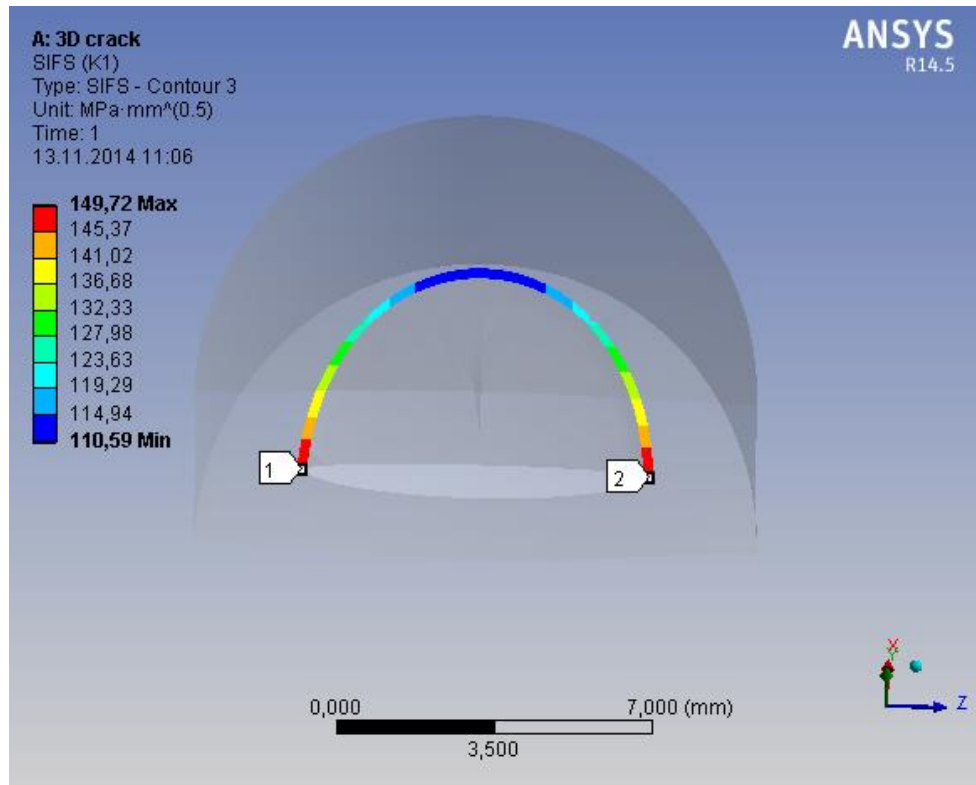 A: 3D crack
SIFS (K1)
Type: SIFS - Contour 3
Unit: MPa·mm^(0.5)
Time: 1
13.11.2014 11:06
ANSYS
R14.5
149,72 Max
145,37
141,02
136,68
132,33
127,98
123,63
119,29
114,94
110,59 Min
1
2
0,000
7,000 (mm)
3,500
X
Y
Z